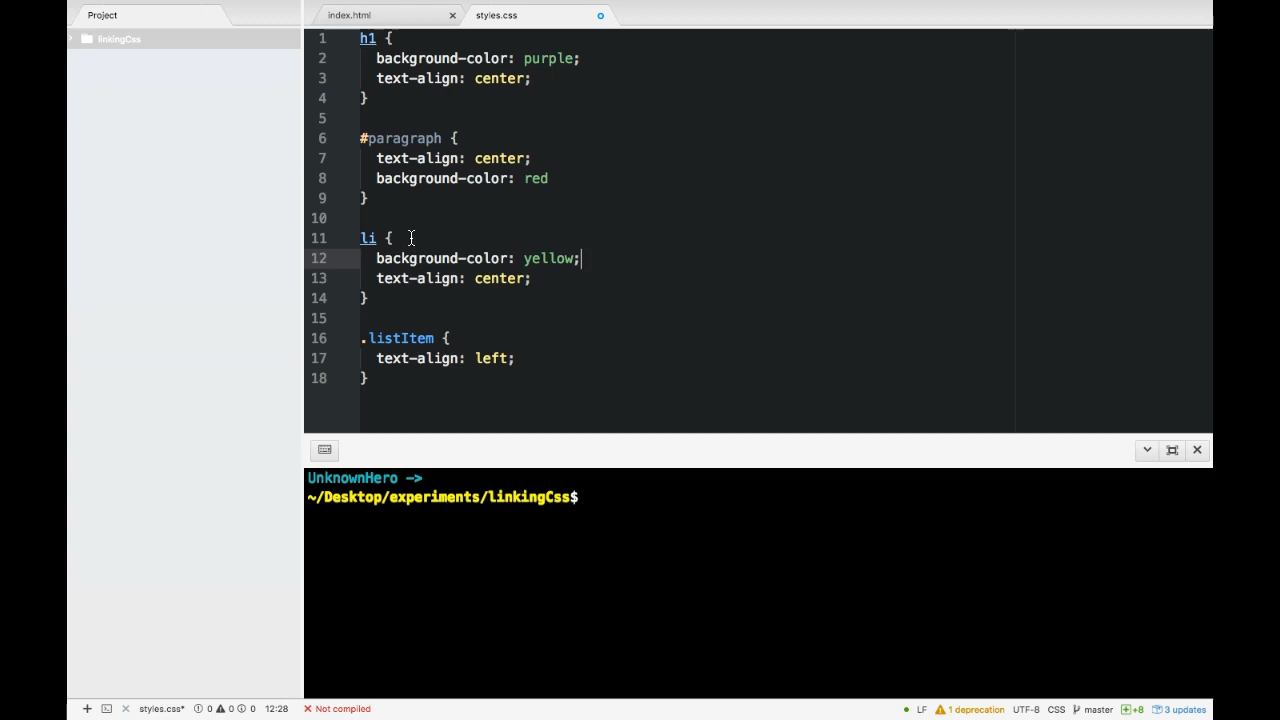 Project
index.html
styles.css
linkingCss
1 h1 {
2 background-color: purple;
3 text-align: center;
4 }
5
6 #paragraph {
7 text-align: center;
8 background-color: red
9 }
10
11 li {
12 background-color: yellow;
13 text-align: center;
14 }
15
16 .listItem {
17 text-align: left;
18 }
UnknownHero ->
~/Desktop/experiments/linkingCss$
styles.css* 0 0 0 12:28 Not compiled LF 1 deprecation UTF-8 CSS master +8 3 updates